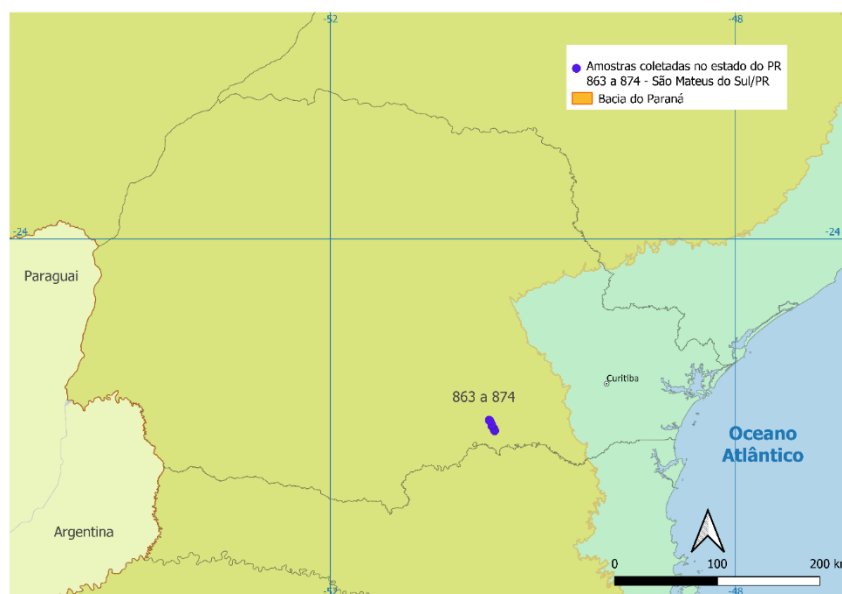 -52
-48
Amostras coletadas no estado do PR
863 a 874 - São Mateus do Sul/PR
Bacia do Paraná
-24
-24
Paraguai
Curitiba
863 a 874
Oceano
Atlântico
Argentina
0
100
200 km
-52
-48